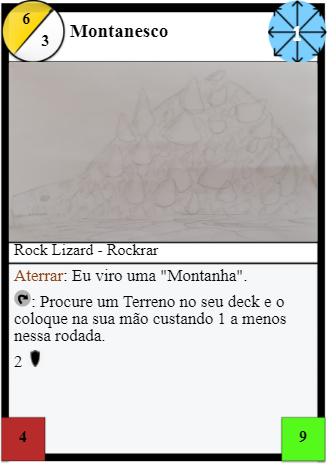 6
3
Montanesco
1
Rock Lizard - Rockrar
Aterrar: Eu viro uma "Montanha".
: Procure um Terreno no seu deck e o
coloque na sua mão custando 1 a menos
nessa rodada.
2
4
9